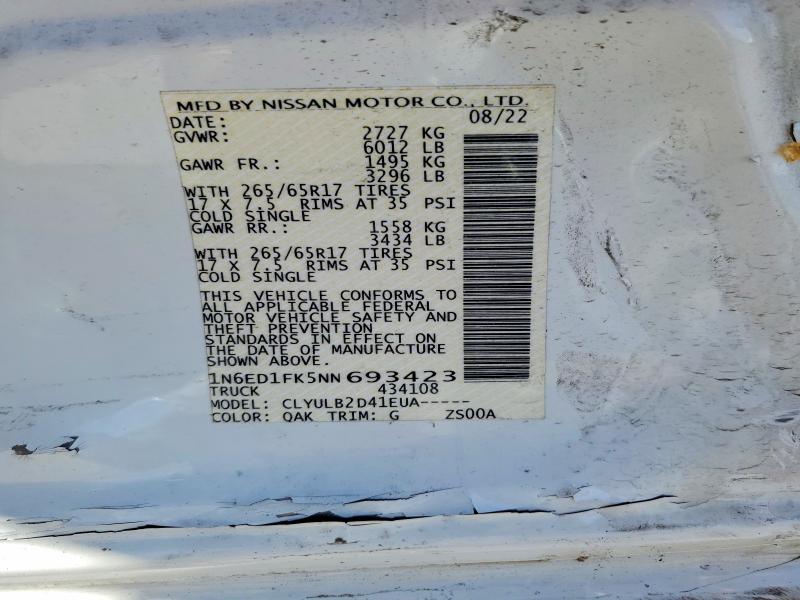 MFD BY NISSAN MOTOR CO., LTD.
DATE: 08/22
GVWR: 2727 KG
6012 LB
GAWR FR.: 1495 KG
3296 LB
WITH 265/65R17 TIRES
17 X 7.5 RIMS AT 35 PSI
COLD SINGLE
GAWR RR.: 1558 KG
3434 LB
WITH 265/65R17 TIRES
17 X 7.5 RIMS AT 35 PSI
COLD SINGLE
THIS VEHICLE CONFORMS TO
ALL APPLICABLE FEDERAL
MOTOR VEHICLE SAFETY AND
THEFT PREVENTION
STANDARDS IN EFFECT ON
THE DATE OF MANUFACTURE
SHOWN ABOVE.
1N6ED1FK5NN693423
TRUCK 434108
MODEL: CLYULB2D41EUA-----
COLOR: QAK TRIM: G ZS00A